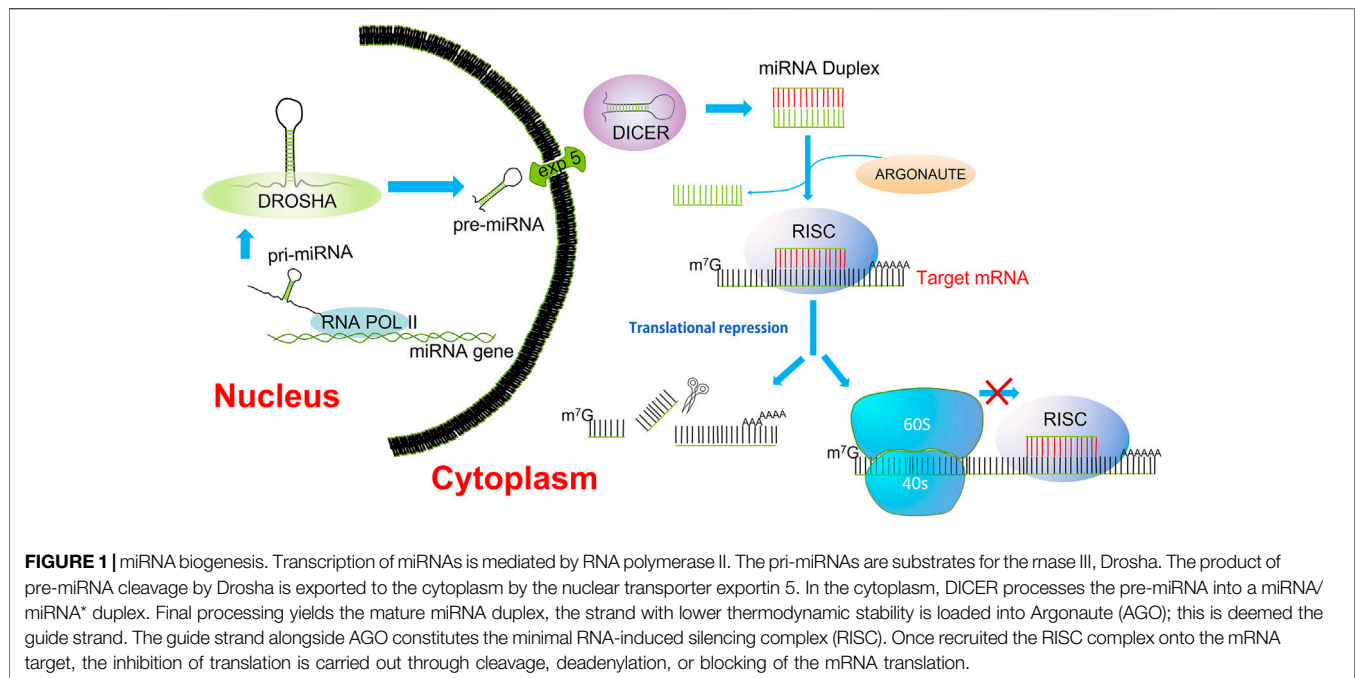 miRNA Duplex
DICER
exp 5
ARGONAUTE
DROSHA
pre-miRNA
RISC
pri-miRNA
m⁷G
AAAAAA
Target mRNA
RNA POL II
miRNA gene
Translational repression
Nucleus
m⁷G
AAA
AAAA
60S
RISC
m⁷G
AAAAAA
Cytoplasm
40s
FIGURE 1 | miRNA biogenesis. Transcription of miRNAs is mediated by RNA polymerase II. The pri-miRNAs are substrates for the rnase III, Drosha. The product of
pre-miRNA cleavage by Drosha is exported to the cytoplasm by the nuclear transporter exportin 5. In the cytoplasm, DICER processes the pre-miRNA into a miRNA/
miRNA* duplex. Final processing yields the mature miRNA duplex, the strand with lower thermodynamic stability is loaded into Argonaute (AGO); this is deemed the
guide strand. The guide strand alongside AGO constitutes the minimal RNA-induced silencing complex (RISC). Once recruited the RISC complex onto the mRNA
target, the inhibition of translation is carried out through cleavage, deadenylation, or blocking of the mRNA translation.